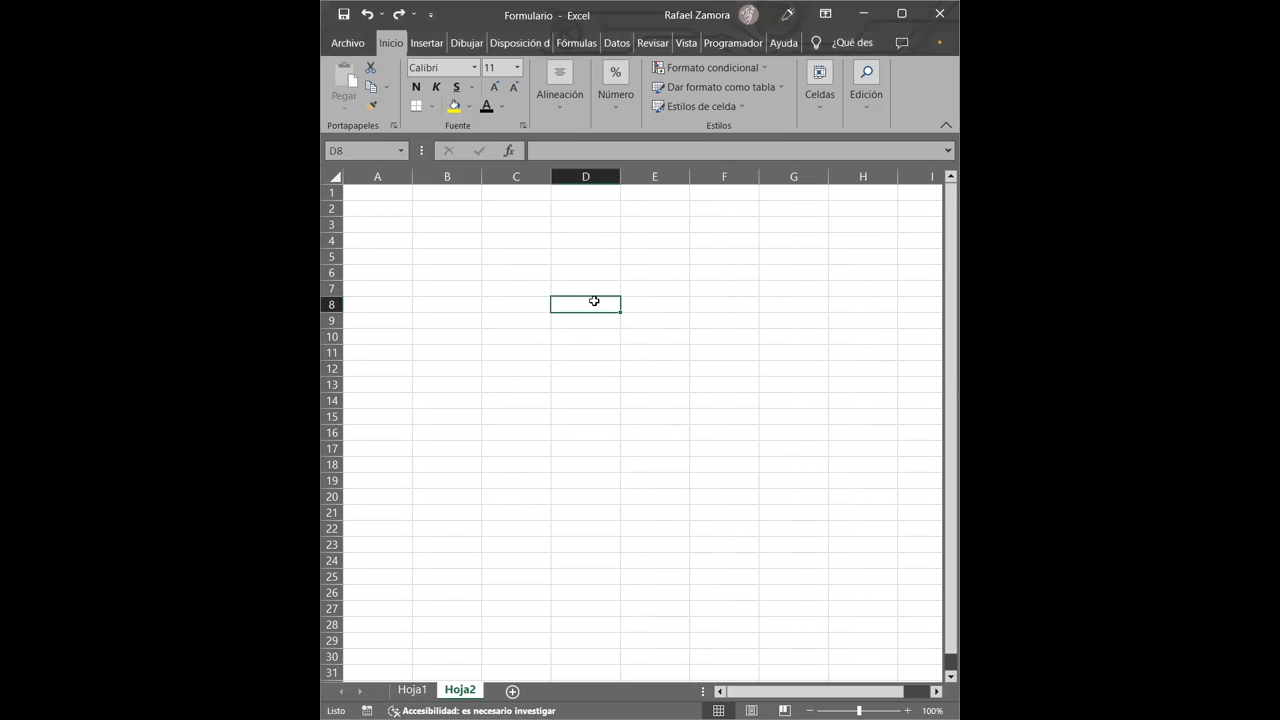 Formulario - Excel
Rafael Zamora
Archivo Inicio Insertar Dibujar Disposición d Fórmulas Datos Revisar Vista Programador Ayuda ¿Qué des
Pegar
Portapapeles
Calibri 11
N K S A A
A
Fuente
Alineación
%
Número
Formato condicional
Dar formato como tabla
Estilos de celda
Estilos
Celdas
Edición
D8
fx
A B C D E F G H I
1
2
3
4
5
6
7
8
9
10
11
12
13
14
15
16
17
18
19
20
21
22
23
24
25
26
27
28
29
30
31
Hoja1 Hoja2
Listo Accesibilidad: es necesario investigar 100%